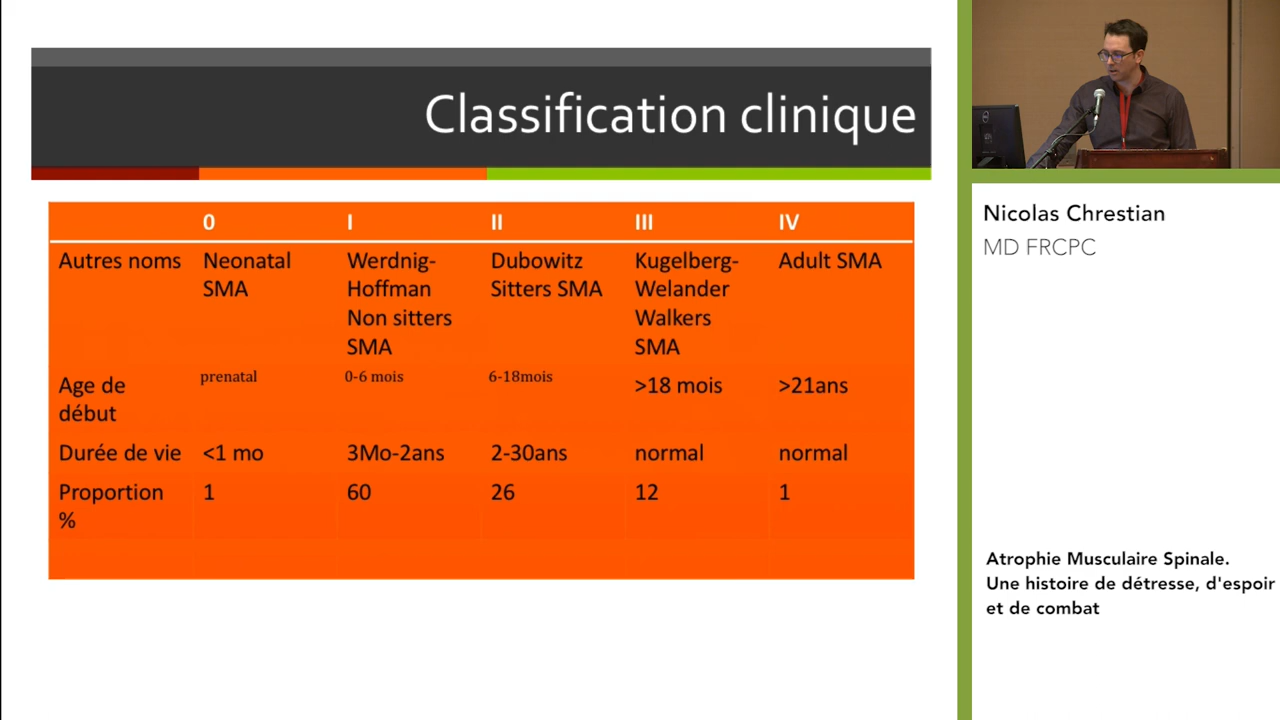 Classification clinique
0 I II III IV
Autres noms Neonatal SMA Werdnig-Hoffman Non sitters SMA Dubowitz Sitters SMA Kugelberg-Welander Walkers SMA Adult SMA
Age de début prenatal 0-6 mois 6-18mois >18 mois >21ans
Durée de vie <1 mo 3Mo-2ans 2-30ans normal normal
Proportion % 1 60 26 12 1
Nicolas Chrestian
MD FRCPC
Atrophie Musculaire Spinale.
Une histoire de détresse, d'espoir
et de combat